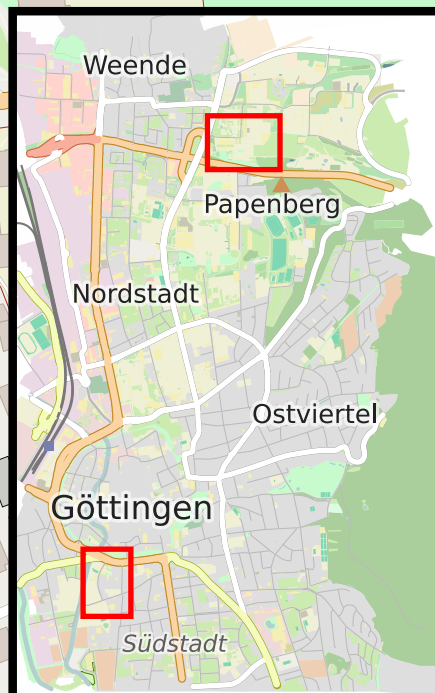 Weende
Papenberg
Nordstadt
Ostviertel
Göttingen
Südstadt